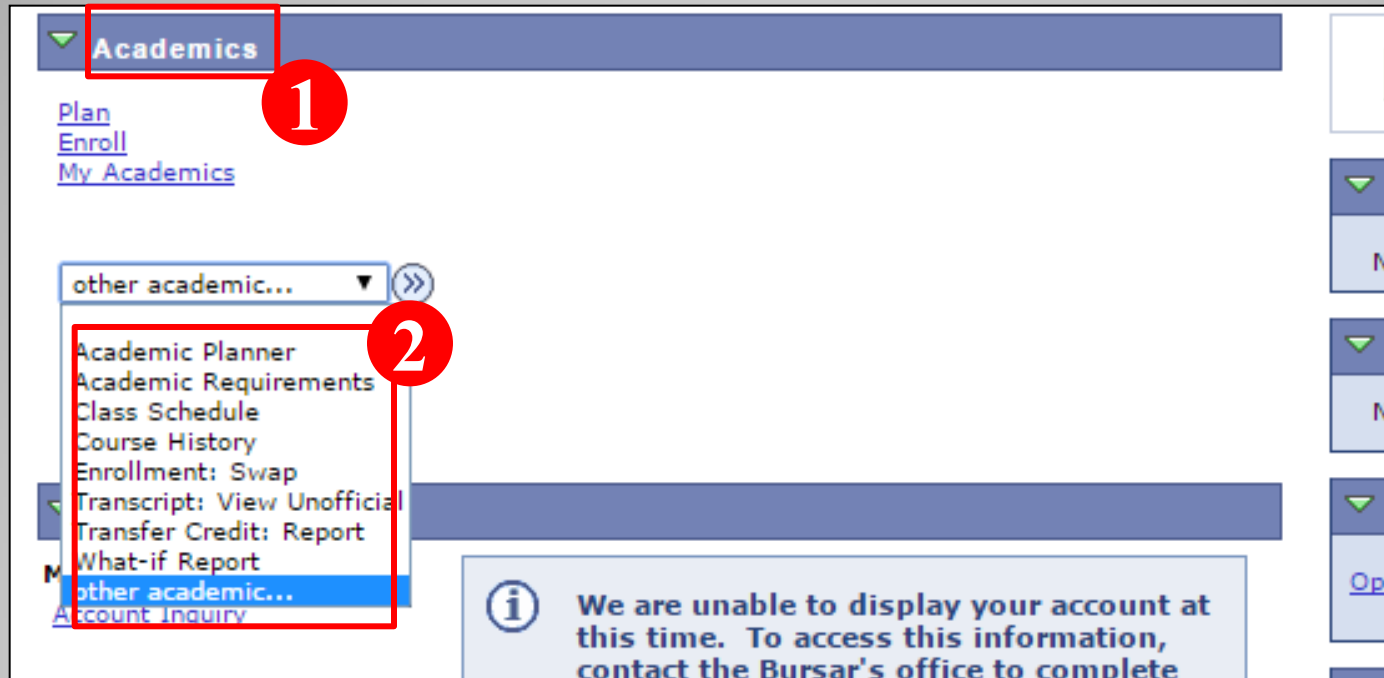 Academics
1
Plan
Enroll
My Academics
other academic...
2
Academic Planner
Academic Requirements
Class Schedule
Course History
Enrollment: Swap
Transcript: View Unofficial
Transfer Credit: Report
What-if Report
other academic...
Account Inquiry
We are unable to display your account at
this time. To access this information,
contact the Bursar's office to complete
N
N
Op